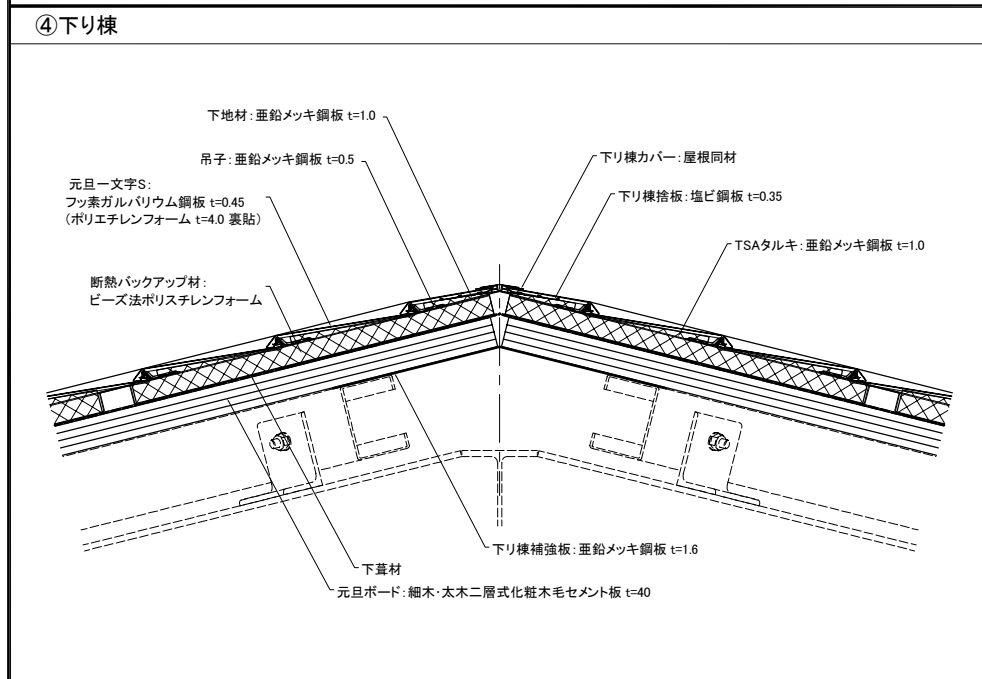 ④下り棟
下地材:亜鉛メッキ鋼板 t=1.0
吊子:亜鉛メッキ鋼板 t=0.5
元旦一文字S:
フッ素ガルバリウム鋼板 t=0.45
(ポリエチレンフォーム t=4.0 裏貼)
断熱バックアップ材:
ビーズ法ポリスチレンフォーム
下り棟カバー:屋根同材
下り棟捨板:塩ビ鋼板 t=0.35
TSAタルキ:亜鉛メッキ鋼板 t=1.0
下り棟補強板:亜鉛メッキ鋼板 t=1.6
下葺材
元旦ボード:細木・太木二層式化粧木毛セメント板 t=40